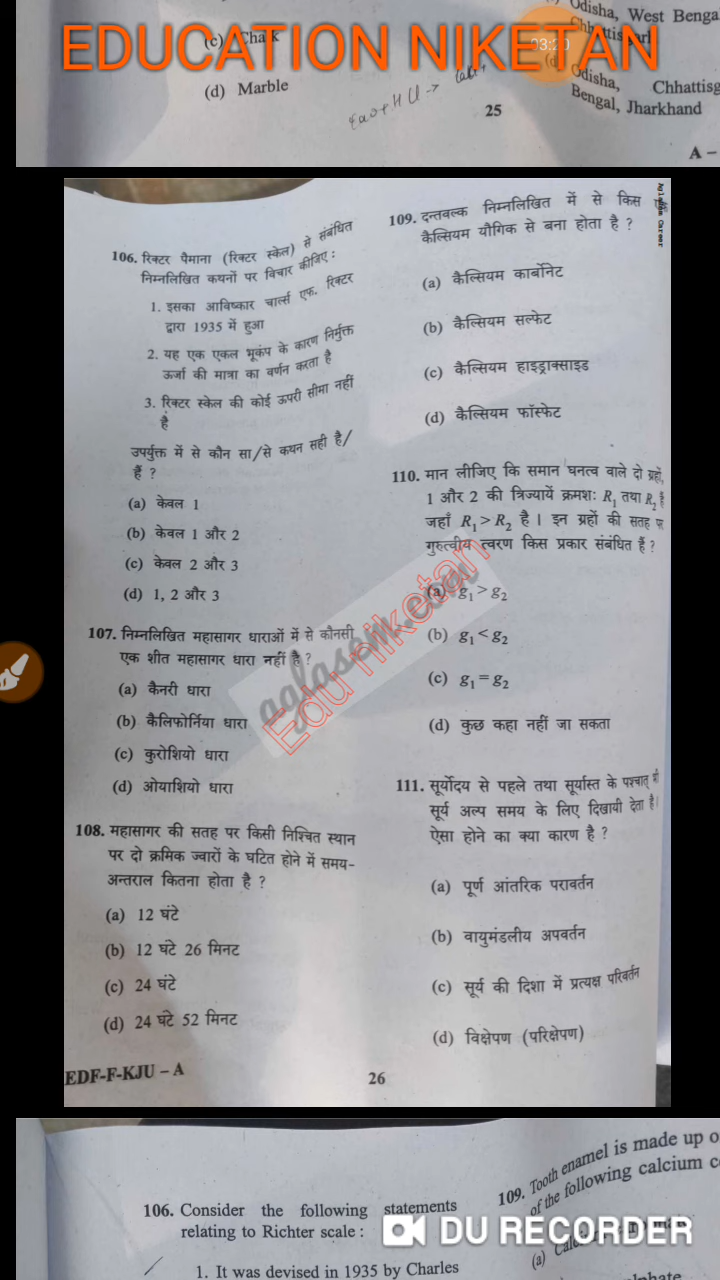 (c) Chalk
EDUCATION NIKETAN
03:20
(d) Marble
25
Odisha, West Benga
(d) Odisha, Chhattisg
Bengal, Jharkhand
A –
106. रिक्टर पैमाना (रिक्टर स्केल) से संबंधित
निम्नलिखित कथनों पर विचार कीजिए :
1. इसका आविष्कार चार्ल्स एफ. रिक्टर
द्वारा 1935 में हुआ
2. यह एक एकल भूकंप के कारण निर्मुक्त
ऊर्जा की मात्रा का वर्णन करता है
3. रिक्टर स्केल की कोई ऊपरी सीमा नहीं
है
उपर्युक्त में से कौन सा/से कथन सही है/
हैं ?
(a) केवल 1
(b) केवल 1 और 2
(c) केवल 2 और 3
(d) 1, 2 और 3
107. निम्नलिखित महासागर धाराओं में से कौनसी
एक शीत महासागर धारा नहीं है ?
(a) कैनरी धारा
(b) कैलिफोर्निया धारा
(c) कुरोशियो धारा
(d) ओयाशियो धारा
108. महासागर की सतह पर किसी निश्चित स्थान
पर दो क्रमिक ज्वारों के घटित होने में समय-
अन्तराल कितना होता है ?
(a) 12 घंटे
(b) 12 घंटे 26 मिनट
(c) 24 घंटे
(d) 24 घंटे 52 मिनट
EDF-F-KJU – A
26
109. दन्तवल्क निम्नलिखित में से किस
कैल्सियम यौगिक से बना होता है ?
(a) कैल्सियम कार्बोनेट
(b) कैल्सियम सल्फेट
(c) कैल्सियम हाइड्राक्साइड
(d) कैल्सियम फॉस्फेट
110. मान लीजिए कि समान घनत्व वाले दो ग्रहों,
1 और 2 की त्रिज्यायें क्रमशः R₁ तथा R₂ हैं
जहाँ R₁ > R₂ है । इन ग्रहों की सतह पर
गुरुत्वीय त्वरण किस प्रकार संबंधित हैं ?
(a) g₁ > g₂
(b) g₁ < g₂
(c) g₁ = g₂
(d) कुछ कहा नहीं जा सकता
111. सूर्योदय से पहले तथा सूर्यास्त के पश्चात् भी
सूर्य अल्प समय के लिए दिखायी देता है।
ऐसा होने का क्या कारण है ?
(a) पूर्ण आंतरिक परावर्तन
(b) वायुमंडलीय अपवर्तन
(c) सूर्य की दिशा में प्रत्यक्ष परिवर्तन
(d) विक्षेपण (परिक्षेपण)
Aglasem Career
aglasem.com
Edu niketan
106. Consider the following statements
relating to Richter scale :
1. It was devised in 1935 by Charles
109. Tooth enamel is made up o
of the following calcium c
DU RECORDER